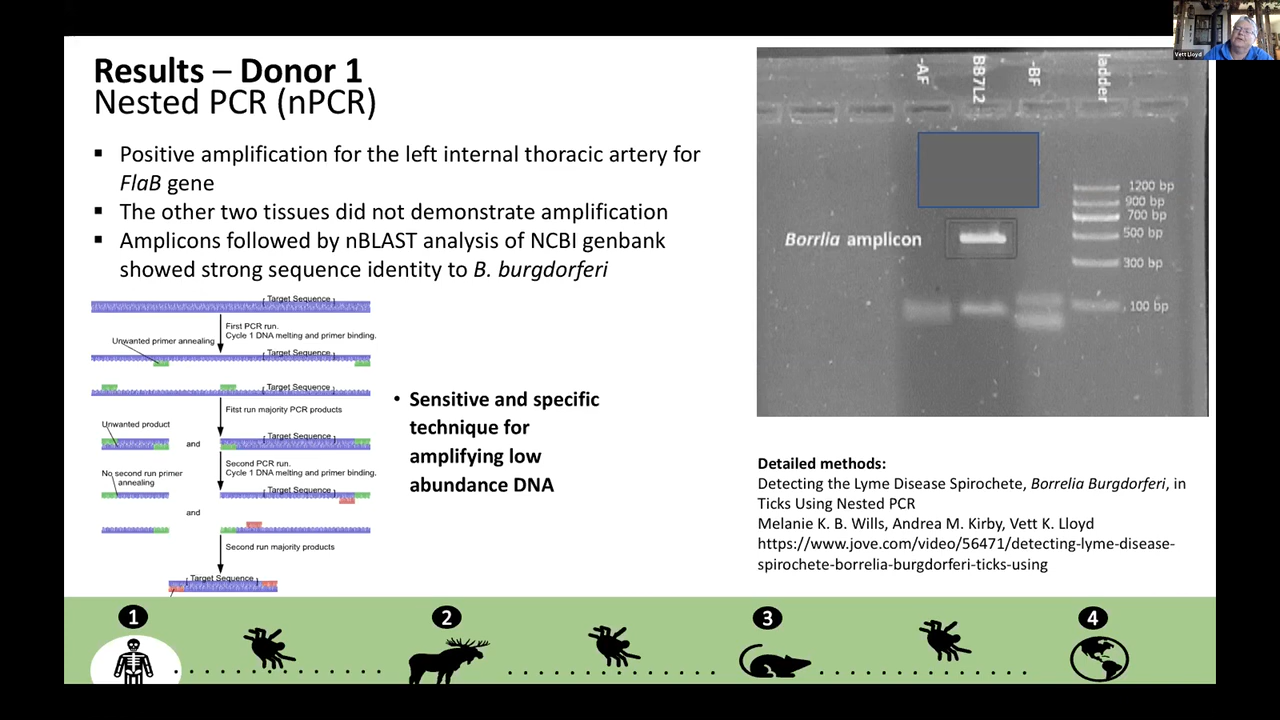 Results – Donor 1
Nested PCR (nPCR)
▪ Positive amplification for the left internal thoracic artery for
FlaB gene
▪ The other two tissues did not demonstrate amplification
▪ Amplicons followed by nBLAST analysis of NCBI genbank
showed strong sequence identity to B. burgdorferi
Target Sequence
First PCR run.
Cycle 1 DNA melting and primer binding.
Unwanted primer annealing
Target Sequence
Target Sequence
Fitst run majority PCR products
Unwanted product
and
Target Sequence
Second PCR run.
Cycle 1 DNA melting and primer binding.
No second run primer
annealing
Target Sequence
and
Second run majority products
Target Sequence
• Sensitive and specific
technique for
amplifying low
abundance DNA
-AF
BB7L2
-BF
ladder
1200 bp
900 bp
700 bp
Borrlia amplicon
500 bp
300 bp
100 bp
Detailed methods:
Detecting the Lyme Disease Spirochete, Borrelia Burgdorferi, in
Ticks Using Nested PCR
Melanie K. B. Wills, Andrea M. Kirby, Vett K. Lloyd
https://www.jove.com/video/56471/detecting-lyme-disease-
spirochete-borrelia-burgdorferi-ticks-using
1
2
3
4
Vett Lloyd